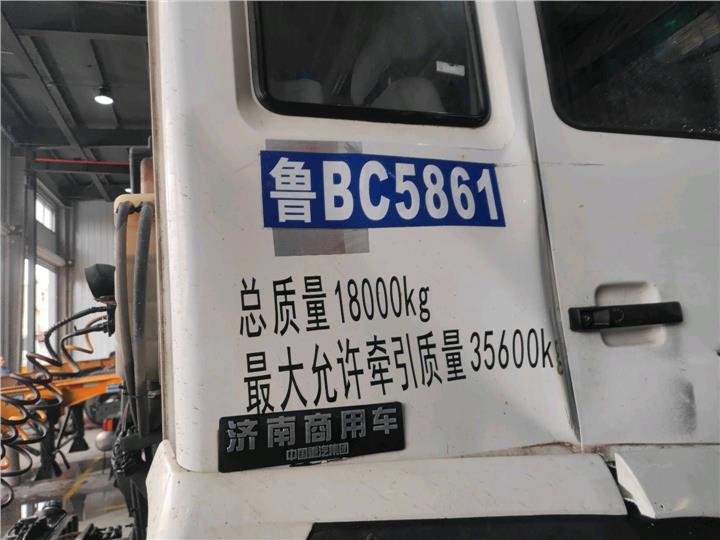 鲁BC5861
总质量18000kg
最大允许牵引质量35600k
济南商用车
中国重汽集团